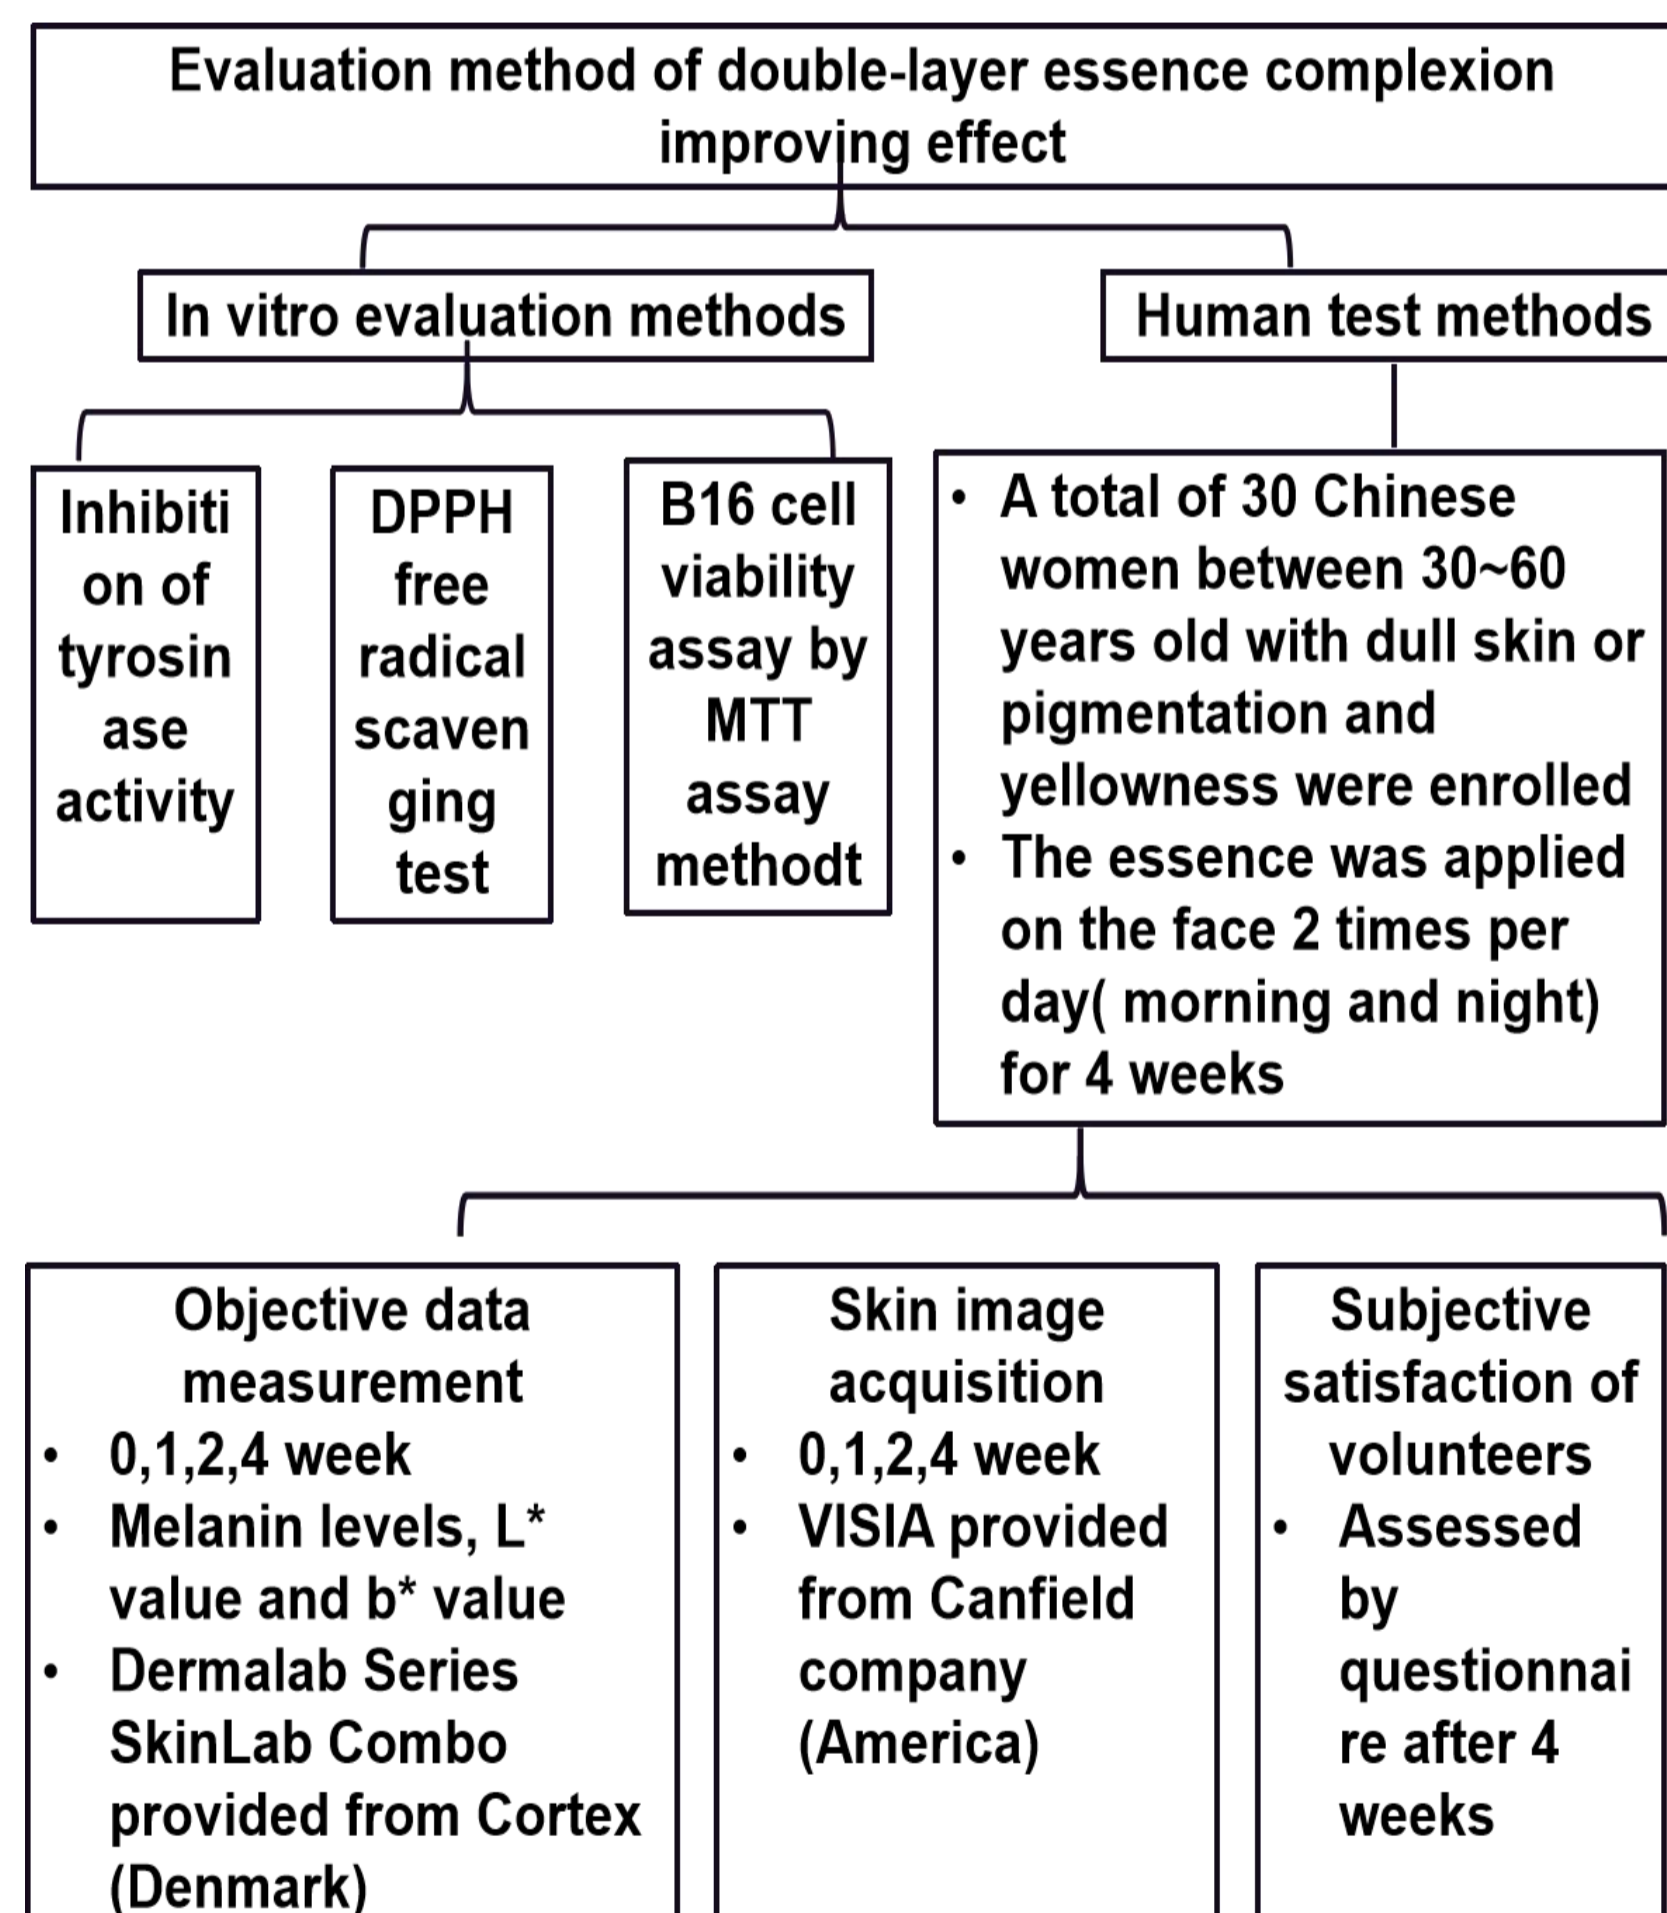 Evaluation method of double-layer essence complexion
improving effect
In vitro evaluation methods
Human test methods
Inhibiti
on of
tyrosin
ase
activity
DPPH
free
radical
scaven
ging
test
B16 cell
viability
assay by
MTT
assay
methodt
• A total of 30 Chinese
women between 30~60
years old with dull skin or
pigmentation and
yellowness were enrolled
• The essence was applied
on the face 2 times per
day( morning and night)
for 4 weeks
Objective data
measurement
• 0,1,2,4 week
• Melanin levels, L*
value and b* value
• Dermalab Series
SkinLab Combo
provided from Cortex
(Denmark)
Skin image
acquisition
• 0,1,2,4 week
• VISIA provided
from Canfield
company
(America)
Subjective
satisfaction of
volunteers
• Assessed
by
questionnai
re after 4
weeks